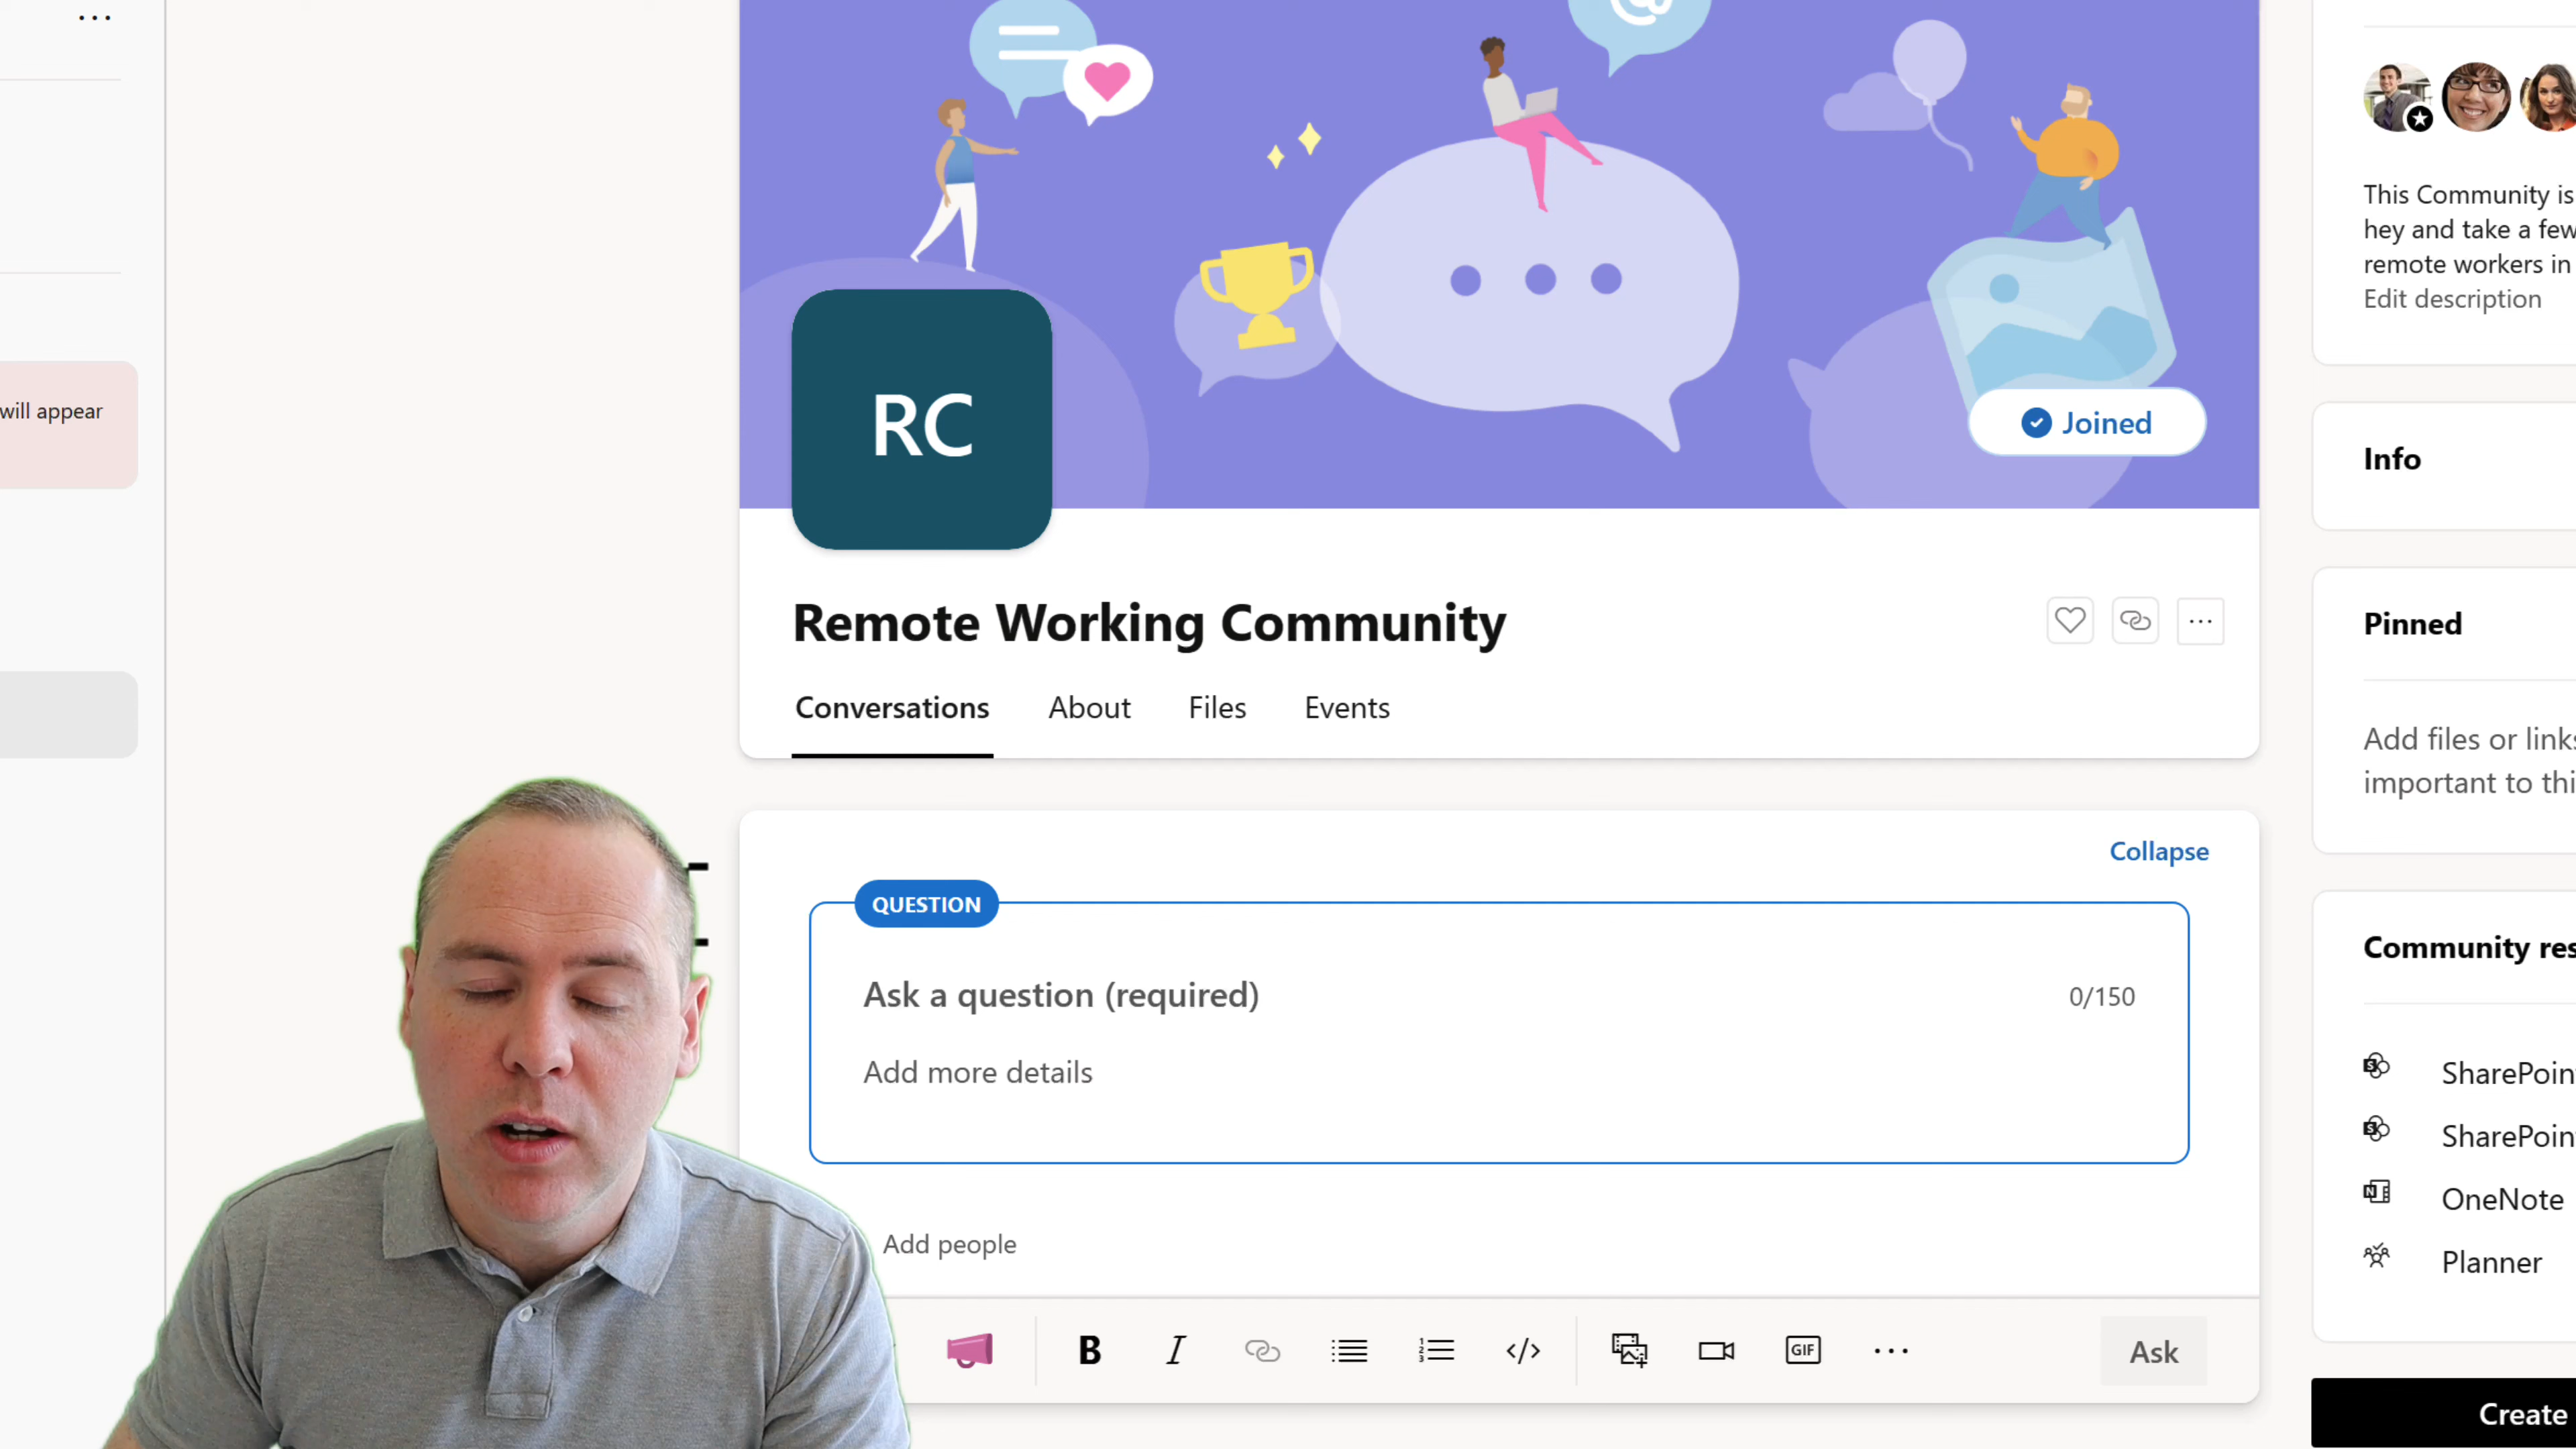 will appear
RC
Joined
Remote Working Community
Conversations
About
Files
Events
Collapse
QUESTION
Ask a question (required)
0/150
Add more details
Add people
B
I
GIF
Ask
This Community is
hey and take a few
remote workers in
Edit description
Info
Pinned
Add files or links
important to thi
Community res
SharePoin
SharePoin
OneNote
Planner
Create